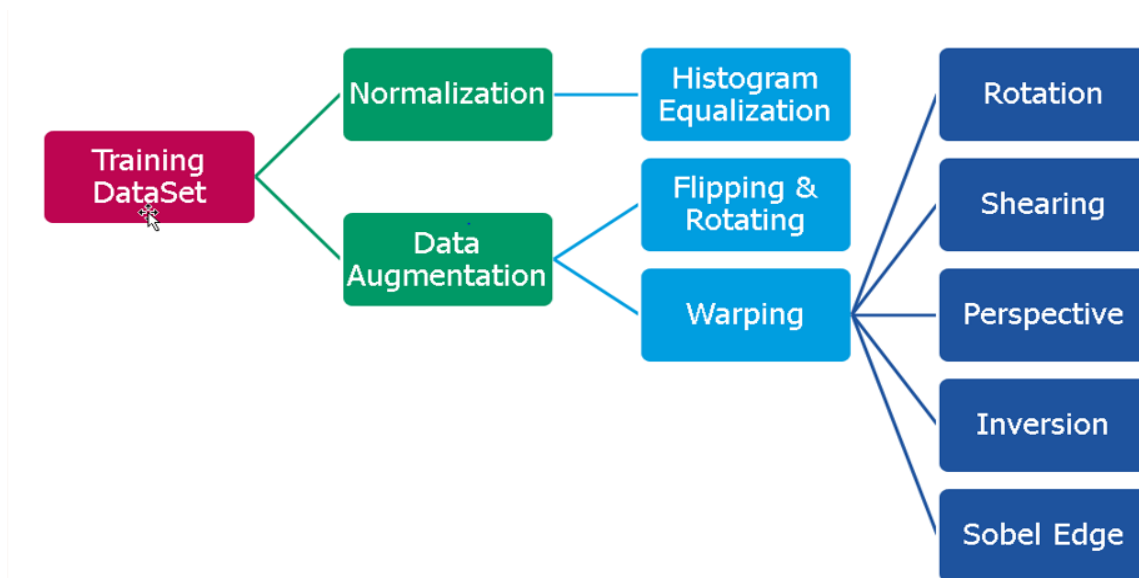 Training
DataSet
Normalization
Data
Augmentation
Histogram
Equalization
Flipping &
Rotating
Warping
Rotation
Shearing
Perspective
Inversion
Sobel Edge